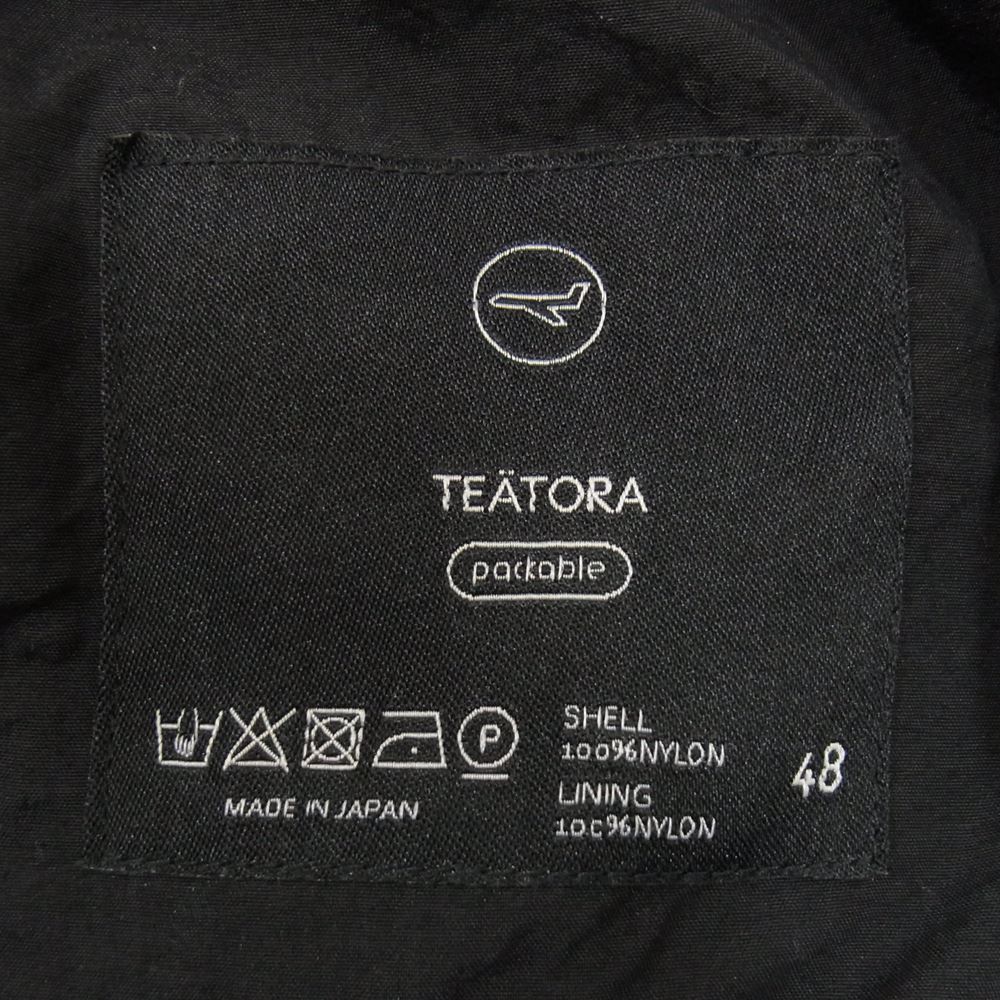 TEÄTORA
packable
P
SHELL
100%NYLON
LINING
100%NYLON
48
MADE IN JAPAN